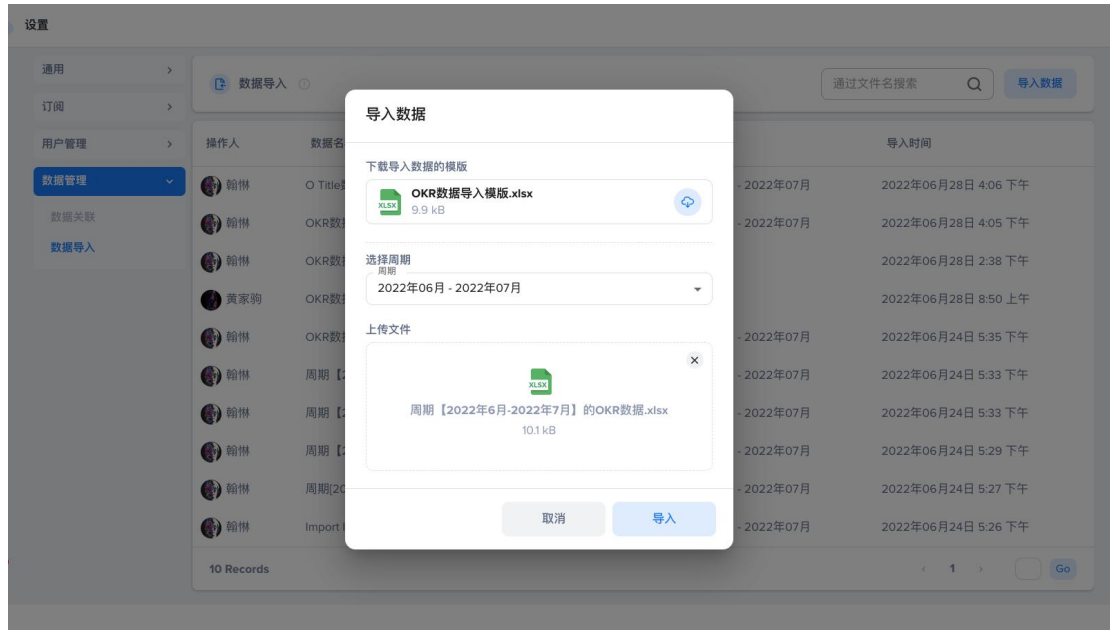 设置
通用
订阅
用户管理
数据管理
数据关联
数据导入
数据导入
通过文件名搜索
导入数据
操作人 数据名 导入时间
翰惏 O Title - 2022年07月 2022年06月28日 4:06 下午
翰惏 OKR数 - 2022年07月 2022年06月28日 4:05 下午
翰惏 OKR数 2022年06月28日 2:38 下午
黄家驹 OKR数 2022年06月28日 8:50 上午
翰惏 OKR数 - 2022年07月 2022年06月24日 5:35 下午
翰惏 周期【 - 2022年07月 2022年06月24日 5:33 下午
翰惏 周期【 - 2022年07月 2022年06月24日 5:33 下午
翰惏 周期【 - 2022年07月 2022年06月24日 5:29 下午
翰惏 周期[20 - 2022年07月 2022年06月24日 5:27 下午
翰惏 Import - 2022年07月 2022年06月24日 5:26 下午
10 Records
1
Go
导入数据
下载导入数据的模版
XLSX
OKR数据导入模版.xlsx
9.9 kB
选择周期
周期
2022年06月 - 2022年07月
上传文件
XLSX
周期【2022年6月-2022年7月】的OKR数据.xlsx
10.1 kB
取消
导入